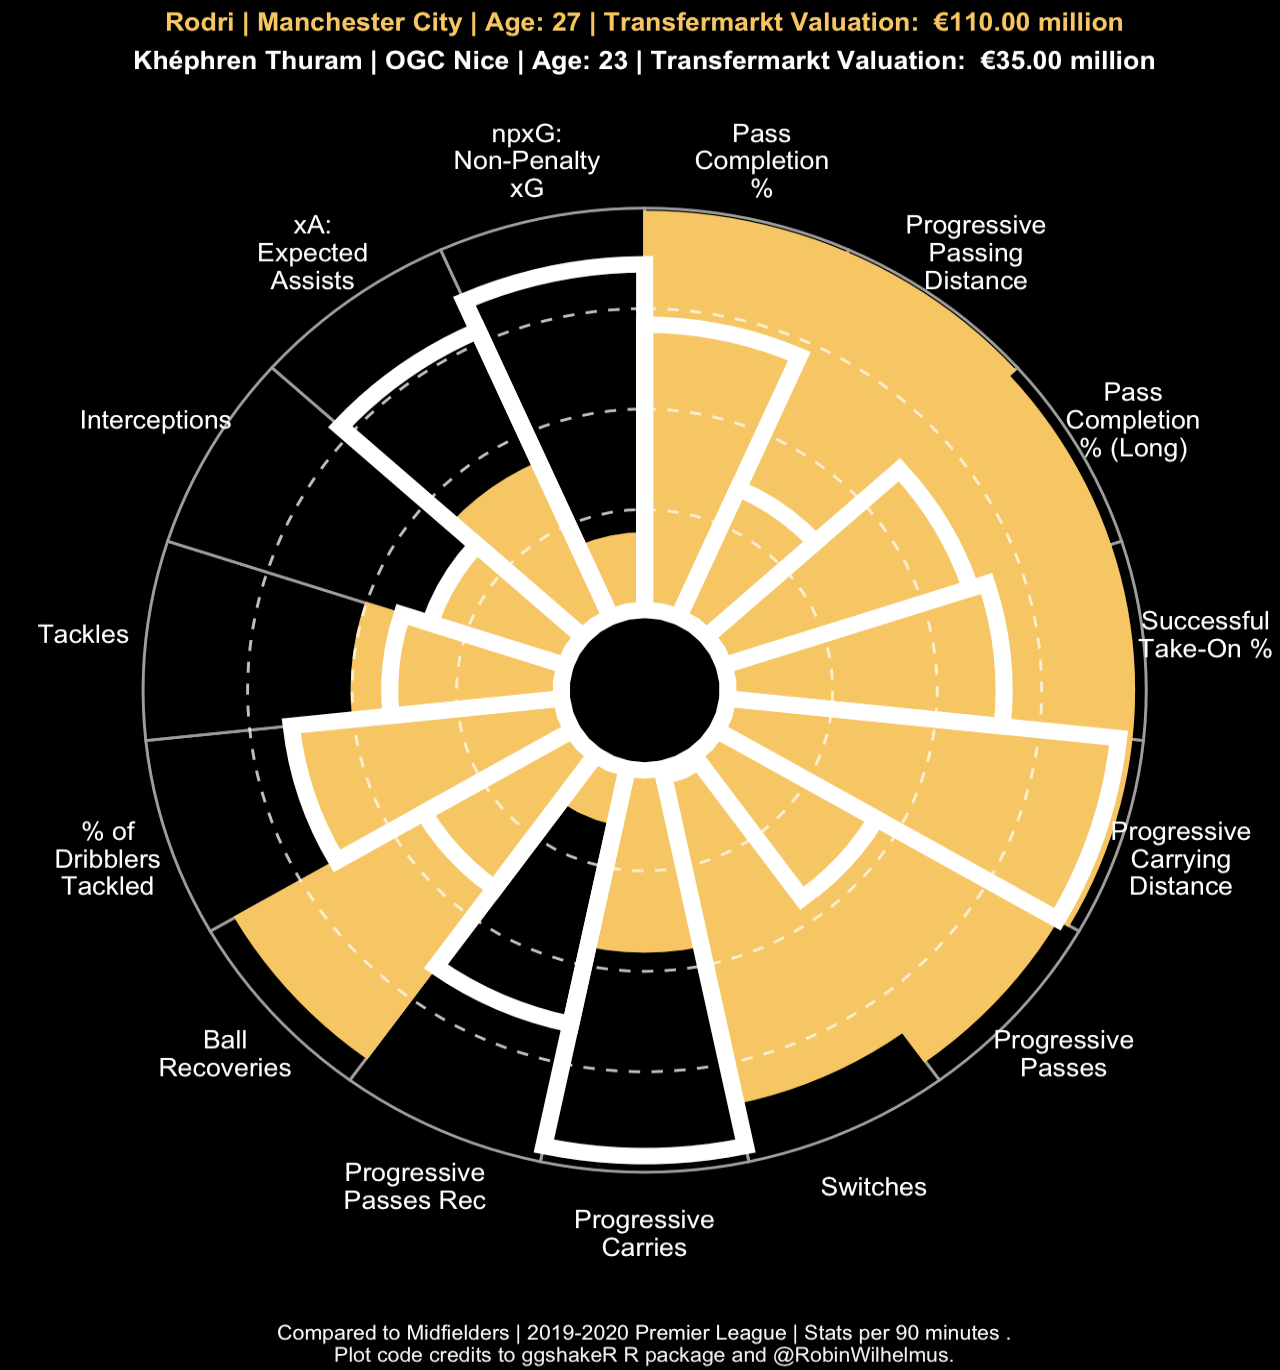 Rodri | Manchester City | Age: 27 | Transfermarkt Valuation:  €110.00 million
Khéphren Thuram | OGC Nice | Age: 23 | Transfermarkt Valuation:  €35.00 million
npxG:
Non-Penalty
xG
Pass
Completion
%
xA:
Expected
Assists
Progressive
Passing
Distance
Interceptions
Pass
Completion
% (Long)
Tackles
Successful
Take-On %
% of
Dribblers
Tackled
Progressive
Carrying
Distance
Ball
Recoveries
Progressive
Passes
Progressive
Passes Rec
Switches
Progressive
Carries
Compared to Midfielders | 2019-2020 Premier League | Stats per 90 minutes .
Plot code credits to ggshakeR R package and @RobinWilhelmus.